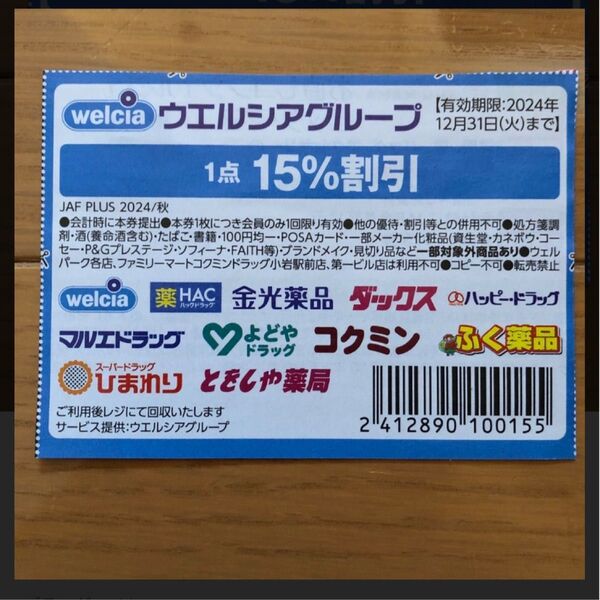 welcia ウエルシアグループ 【有効期限:2024年
12月31日(火)まで】
1点 15%割引
JAF PLUS 2024/秋
●会計時に本券提出●本券1枚につき会員のみ1回限り有効●他の優待・割引等との併用不可●処方箋調
剤・酒(養命酒含む)・たばこ・書籍・100円均一・POSAカード・一部メーカー化粧品(資生堂・カネボウ・コー
セー・P&Gプレステージ・ソフィーナ・FAITH等)・ブランドメイク・見切り品など一部対象外商品あり●ウェル
パーク各店、ファミリーマートコクミンドラッグ小岩駅前店、第一ビル店は利用不可●コピー不可●転売禁止
welcia 薬HAC ハックドラッグ 金光薬品 ダックス ハッピー・ドラッグ
マルエドラッグ よどや ドラッグ コクミン ふく薬品
スーパードラッグ ひまわり ときしや薬局
ご利用後レジにて回収いたします
サービス提供:ウエルシアグループ
2 412890 100155